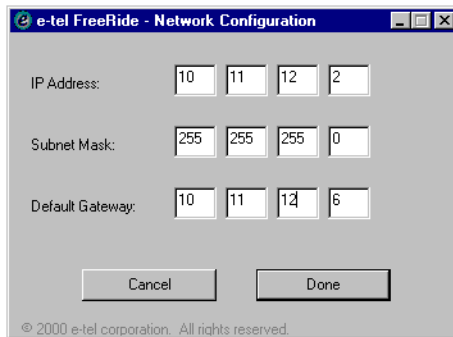 e-tel FreeRide - Network Configuration
IP Address: 10 11 12 2
Subnet Mask: 255 255 255 0
Default Gateway: 10 11 12 6
Cancel Done
© 2000 e-tel corporation. All rights reserved.